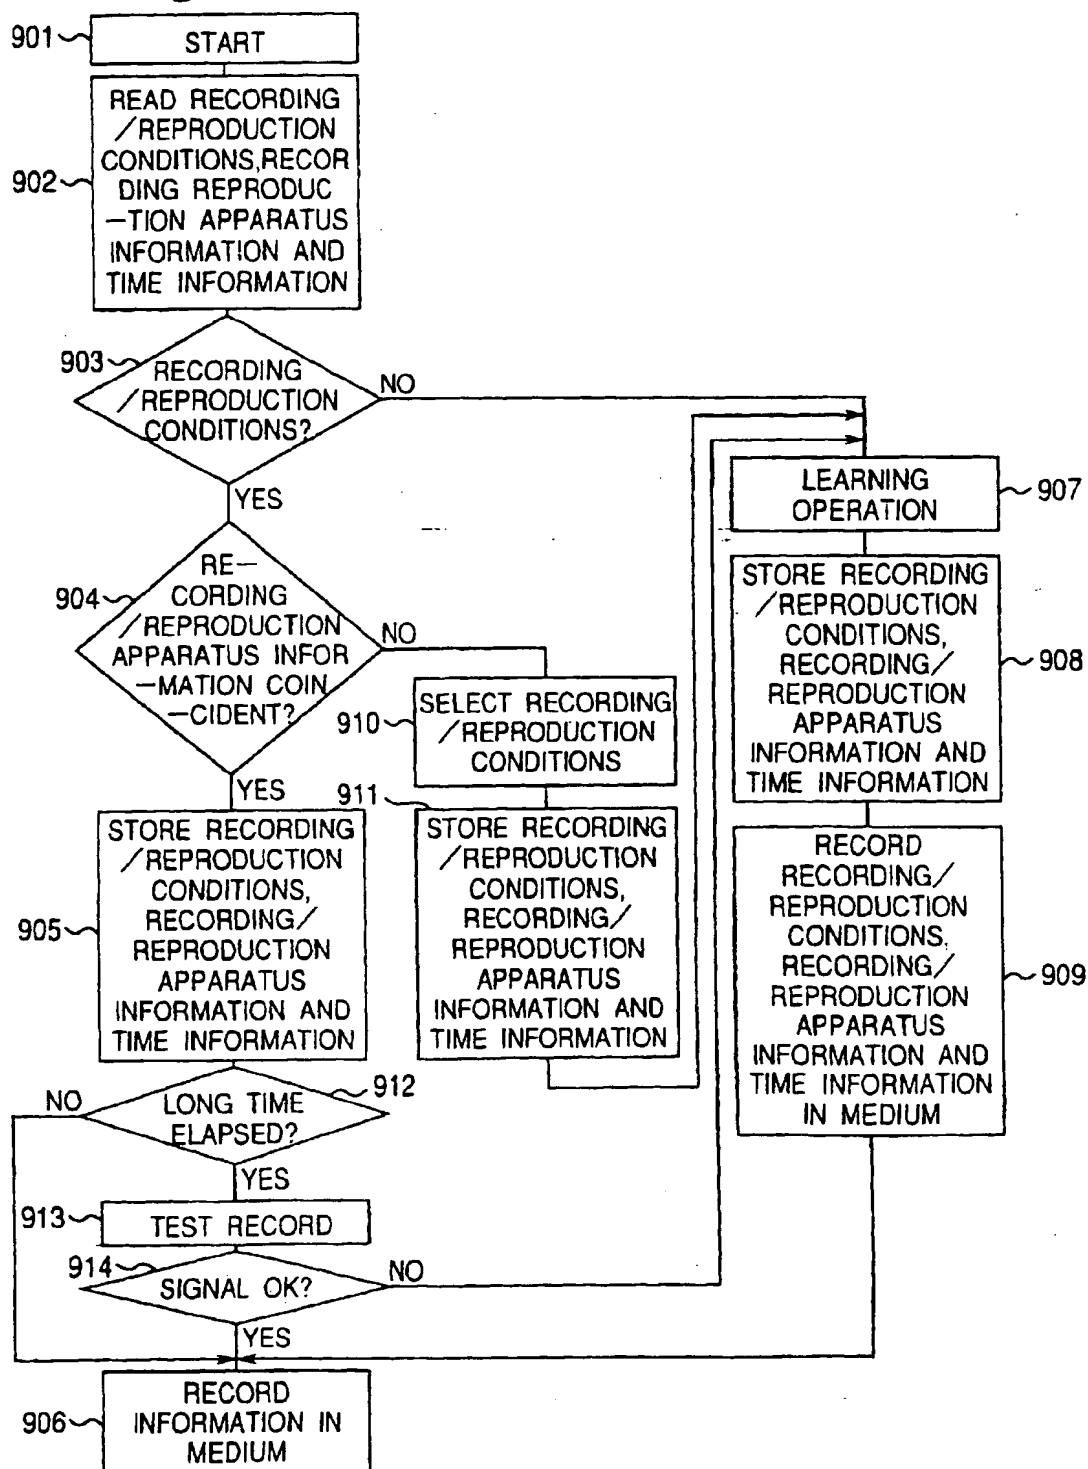 901
START
902
READ RECORDING
/REPRODUCTION
CONDITIONS,RECOR
DING REPRODUC
-TION APPARATUS
INFORMATION AND
TIME INFORMATION
903
RECORDING
/REPRODUCTION
CONDITIONS?
NO
YES
904
RE-
CORDING
/REPRODUCTION
APPARATUS INFOR
-MATION COIN
-CIDENT?
NO
YES
910
SELECT RECORDING
/REPRODUCTION
CONDITIONS
911
STORE RECORDING
/REPRODUCTION
CONDITIONS,
RECORDING/
REPRODUCTION
APPARATUS
INFORMATION AND
TIME INFORMATION
905
STORE RECORDING
/REPRODUCTION
CONDITIONS,
RECORDING/
REPRODUCTION
APPARATUS
INFORMATION AND
TIME INFORMATION
912
LONG TIME
ELAPSED?
NO
YES
913
TEST RECORD
914
SIGNAL OK?
NO
YES
906
RECORD
INFORMATION IN
MEDIUM
LEARNING
OPERATION
907
STORE RECORDING
/REPRODUCTION
CONDITIONS,
RECORDING/
REPRODUCTION
APPARATUS
INFORMATION AND
TIME INFORMATION
908
RECORD
RECORDING/
REPRODUCTION
CONDITIONS,
RECORDING/
REPRODUCTION
APPARATUS
INFORMATION AND
TIME INFORMATION
IN MEDIUM
909